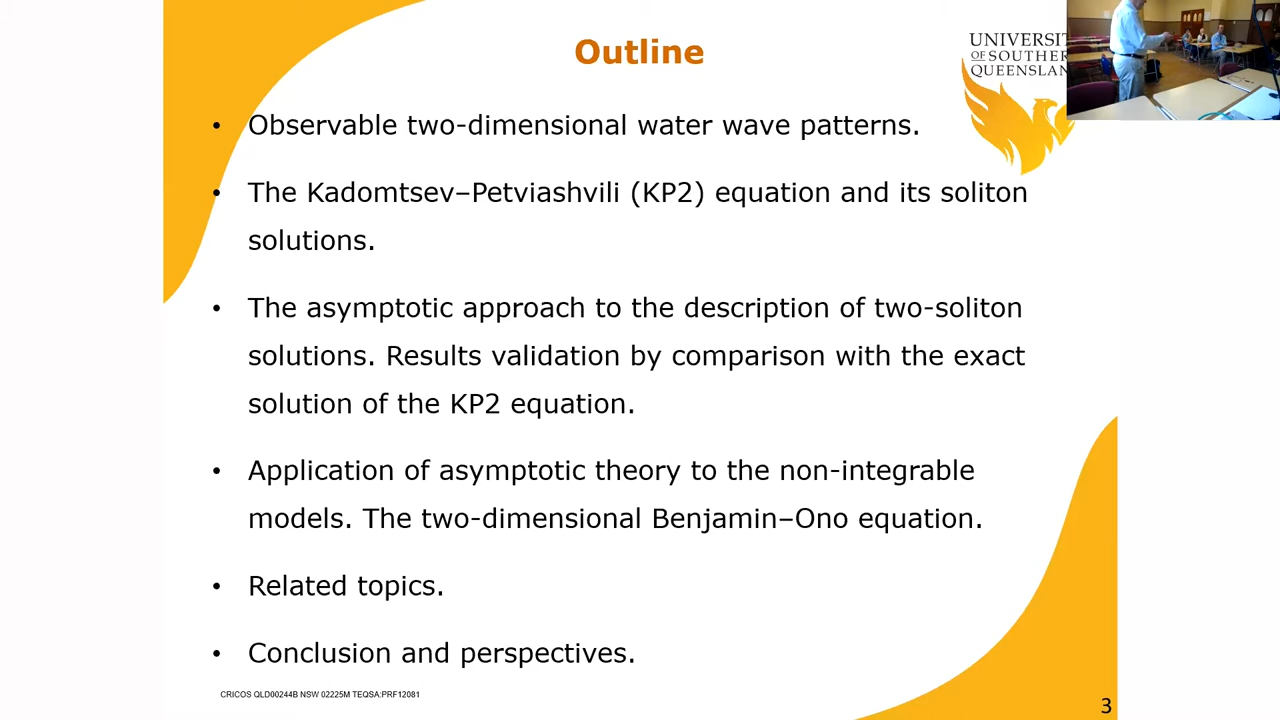 Outline
UNIVERSIT
OF SOUTHER
QUEENSLAN
• Observable two-dimensional water wave patterns.
• The Kadomtsev–Petviashvili (KP2) equation and its soliton
solutions.
• The asymptotic approach to the description of two-soliton
solutions. Results validation by comparison with the exact
solution of the KP2 equation.
• Application of asymptotic theory to the non-integrable
models. The two-dimensional Benjamin–Ono equation.
• Related topics.
• Conclusion and perspectives.
CRICOS QLD00244B NSW 02225M TEQSA:PRF12081
3